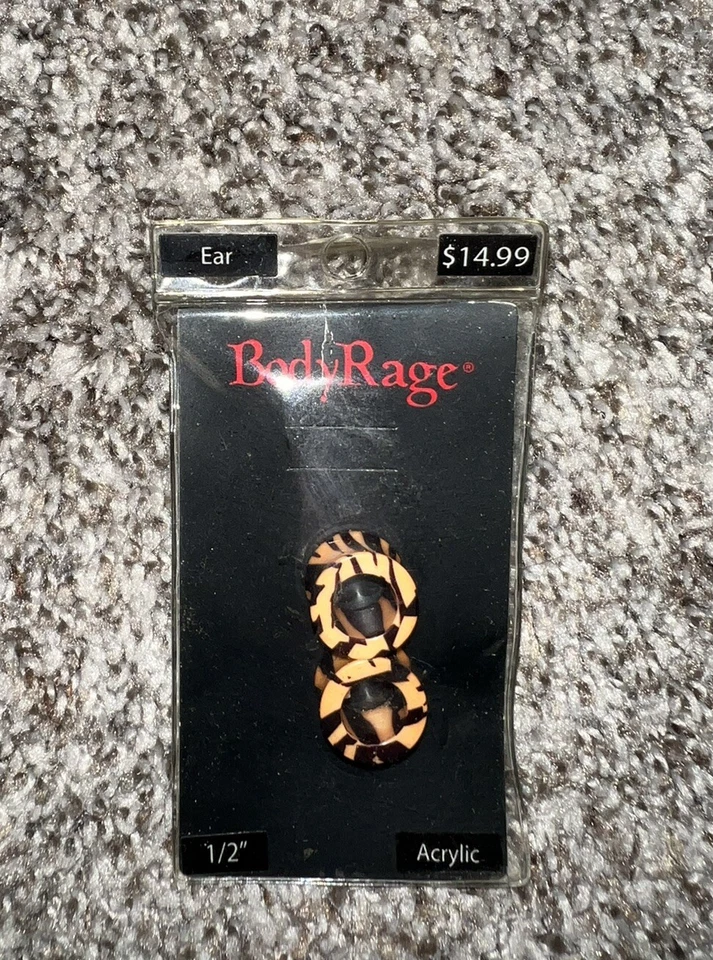 Ear
$14.99
BodyRage®
1/2"
Acrylic